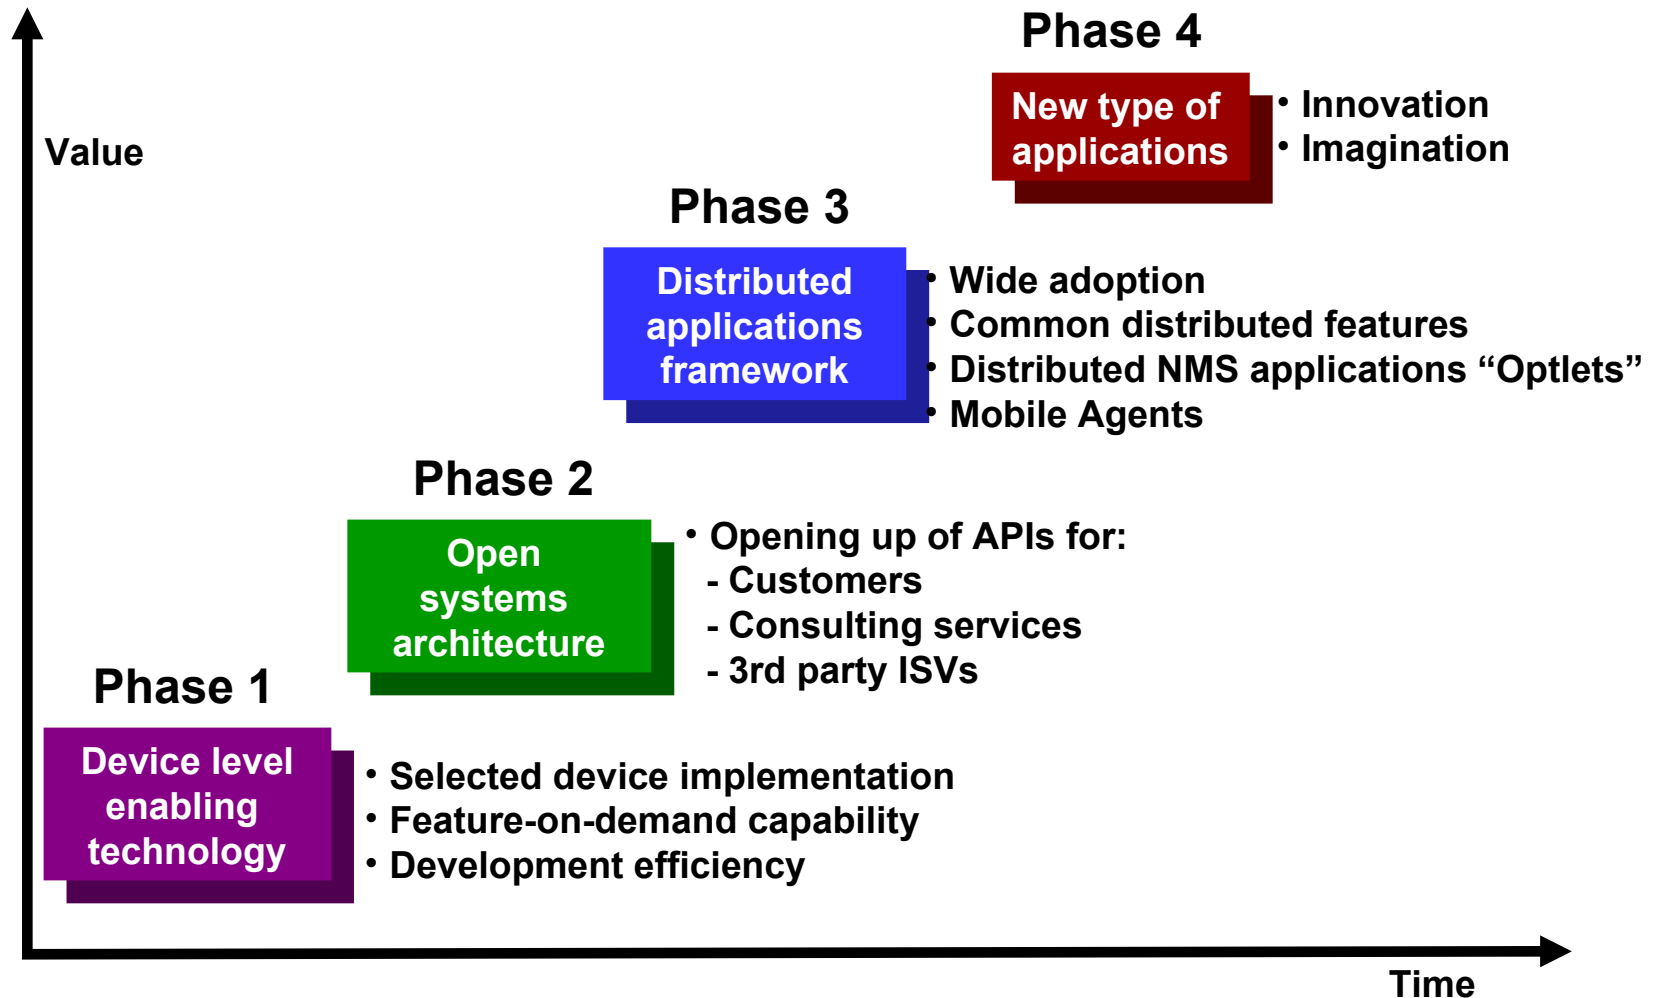 Value
Phase 4
New type of
applications
• Innovation
• Imagination
Phase 3
Distributed
applications
framework
• Wide adoption
• Common distributed features
• Distributed NMS applications “Optlets”
• Mobile Agents
Phase 2
Open
systems
architecture
• Opening up of APIs for:
- Customers
- Consulting services
- 3rd party ISVs
Phase 1
Device level
enabling
technology
• Selected device implementation
• Feature-on-demand capability
• Development efficiency
Time